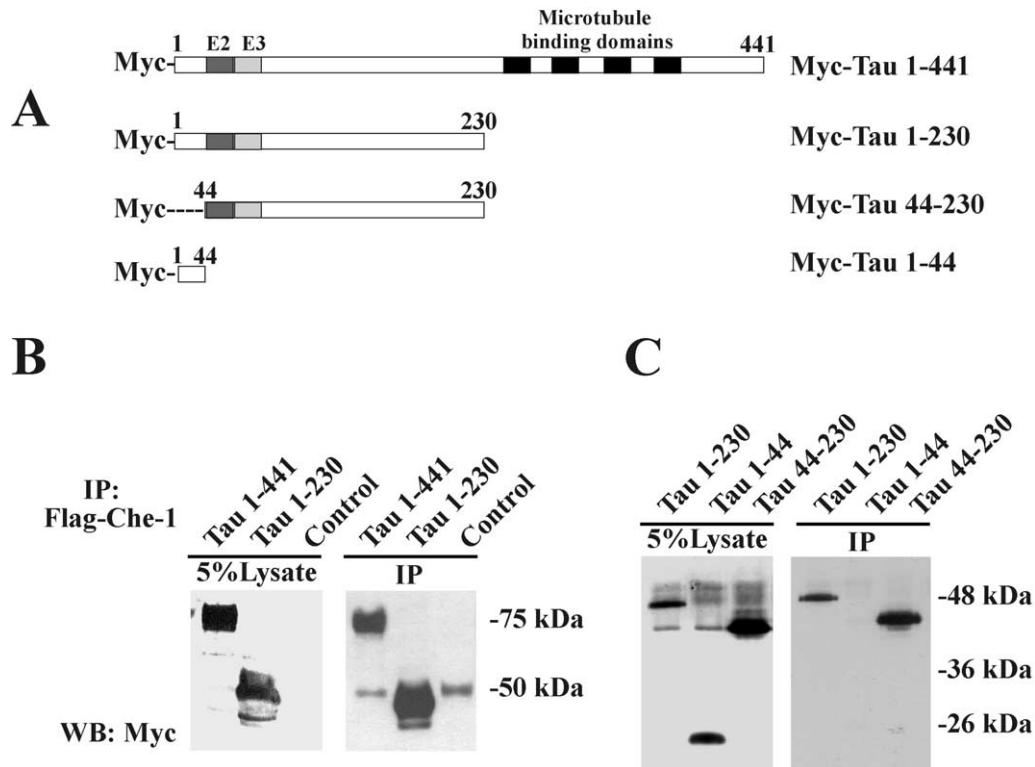 A
Microtubule
binding domains
1 E2 E3 441
Myc- Myc-Tau 1-441
1 230
Myc- Myc-Tau 1-230
44 230
Myc---- Myc-Tau 44-230
1 44
Myc- Myc-Tau 1-44
B
IP:
Flag-Che-1
Tau 1-441
Tau 1-230
Control
5%Lysate
Tau 1-441
Tau 1-230
Control
IP
-75 kDa
-50 kDa
WB: Myc
C
Tau 1-230
Tau 1-44
Tau 44-230
5%Lysate
Tau 1-230
Tau 1-44
Tau 44-230
IP
-48 kDa
-36 kDa
-26 kDa